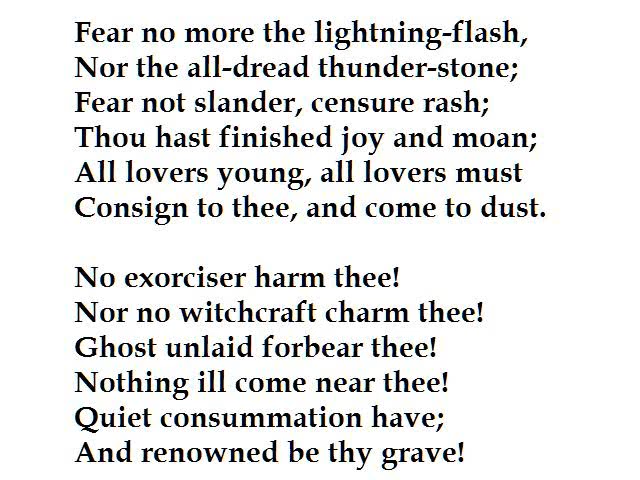 Fear no more the lightning-flash,
Nor the all-dread thunder-stone;
Fear not slander, censure rash;
Thou hast finished joy and moan;
All lovers young, all lovers must
Consign to thee, and come to dust.

No exorciser harm thee!
Nor no witchcraft charm thee!
Ghost unlaid forbear thee!
Nothing ill come near thee!
Quiet consummation have;
And renowned be thy grave!